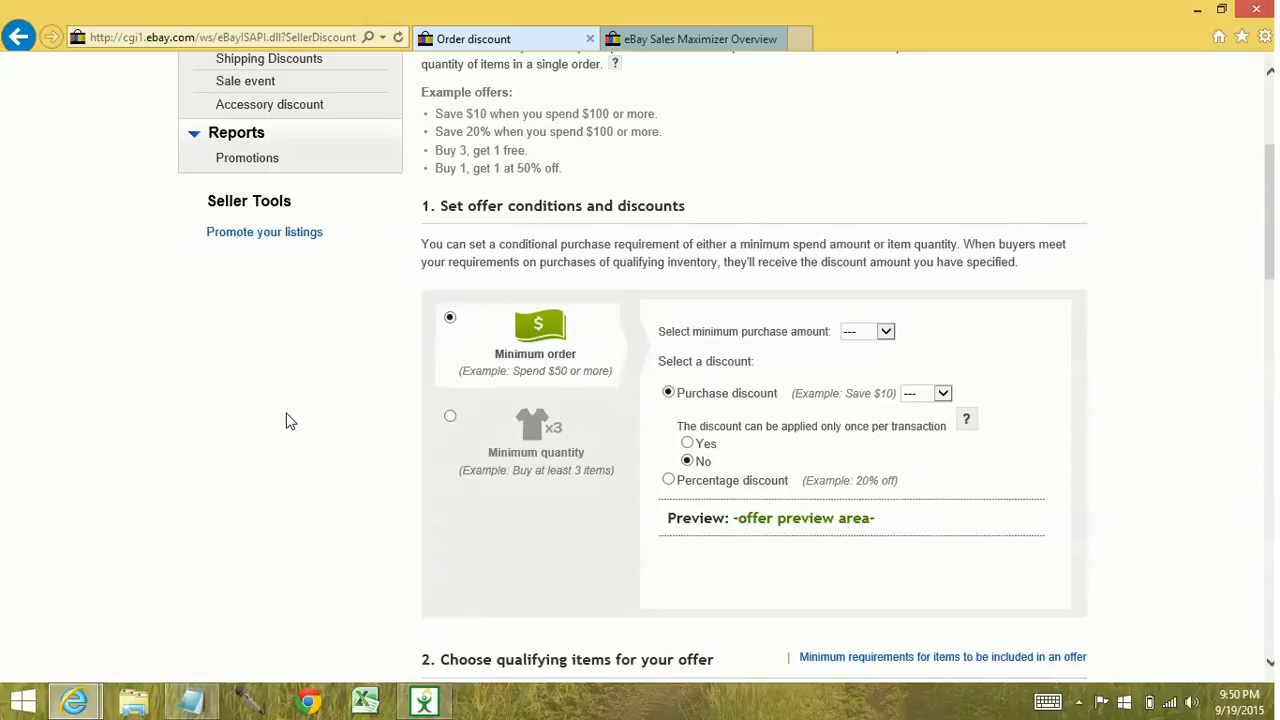 http://cgi1.ebay.com/ws/eBayISAPI.dll?SellerDiscount
Order discount
eBay Sales Maximizer Overview
Shipping Discounts
Sale event
Accessory discount
Reports
Promotions
Seller Tools
Promote your listings
quantity of items in a single order. ?
Example offers:
• Save $10 when you spend $100 or more.
• Save 20% when you spend $100 or more.
• Buy 3, get 1 free.
• Buy 1, get 1 at 50% off.
1. Set offer conditions and discounts
You can set a conditional purchase requirement of either a minimum spend amount or item quantity. When buyers meet
your requirements on purchases of qualifying inventory, they'll receive the discount amount you have specified.
$
Minimum order
(Example: Spend $50 or more)
x3
Minimum quantity
(Example: Buy at least 3 items)
Select minimum purchase amount: ---
Select a discount:
Purchase discount (Example: Save $10) ---
The discount can be applied only once per transaction ?
Yes
No
Percentage discount (Example: 20% off)
Preview: -offer preview area-
2. Choose qualifying items for your offer
| Minimum requirements for items to be included in an offer
9:50 PM
9/19/2015